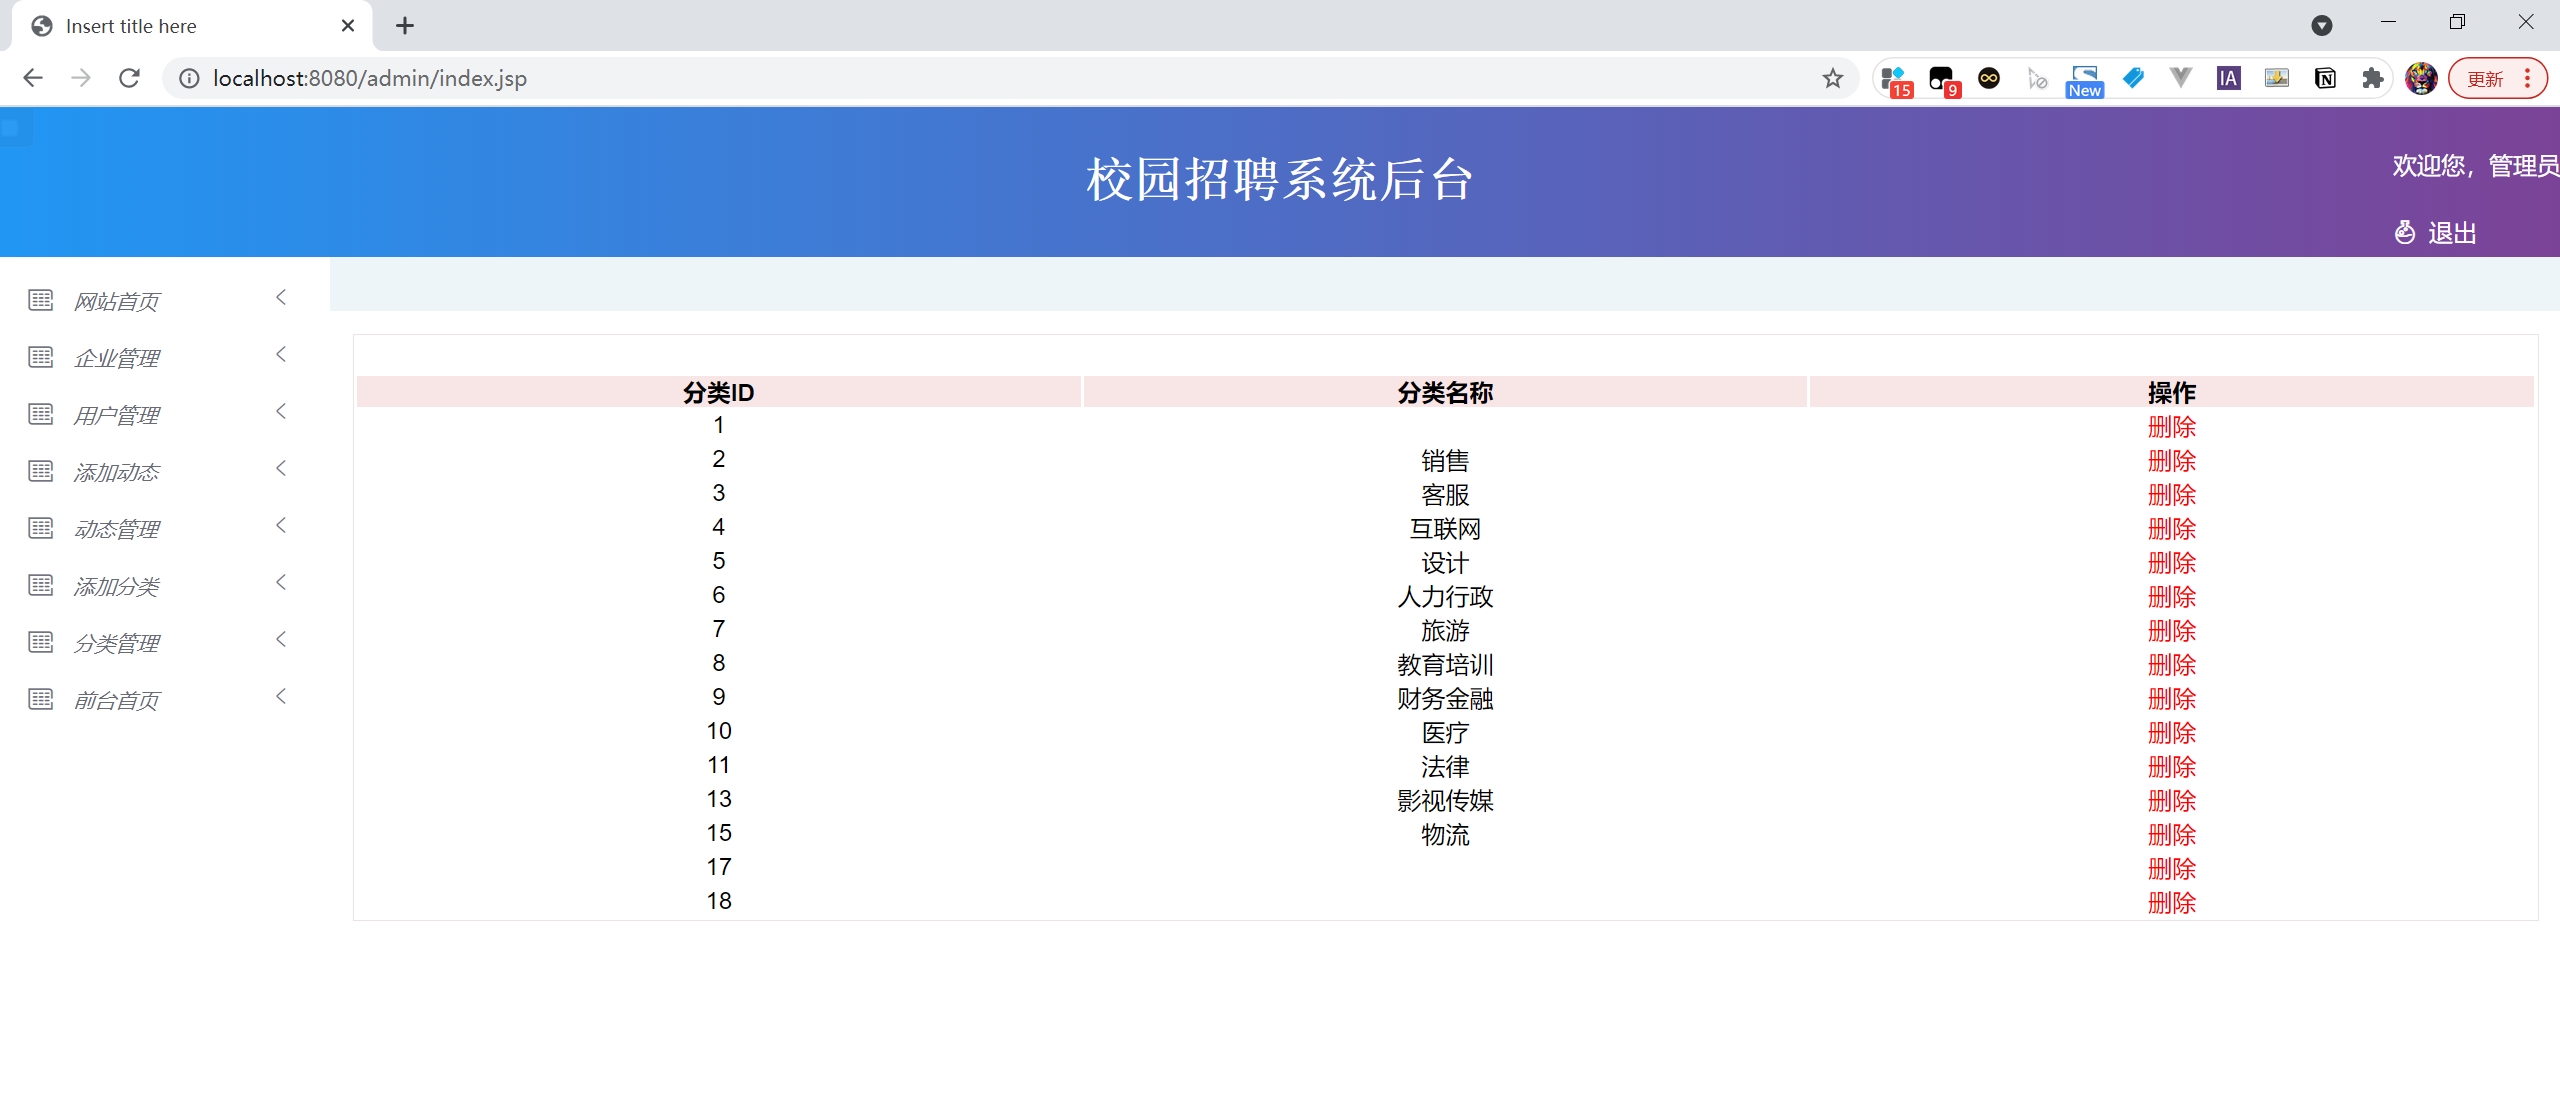 Insert title here
localhost:8080/admin/index.jsp
15
9
New
IA
N
更新
校园招聘系统后台
欢迎您，管理员
退出
网站首页
企业管理
用户管理
添加动态
动态管理
添加分类
分类管理
前台首页
分类ID 分类名称 操作
1 删除
2 销售 删除
3 客服 删除
4 互联网 删除
5 设计 删除
6 人力行政 删除
7 旅游 删除
8 教育培训 删除
9 财务金融 删除
10 医疗 删除
11 法律 删除
13 影视传媒 删除
15 物流 删除
17 删除
18 删除